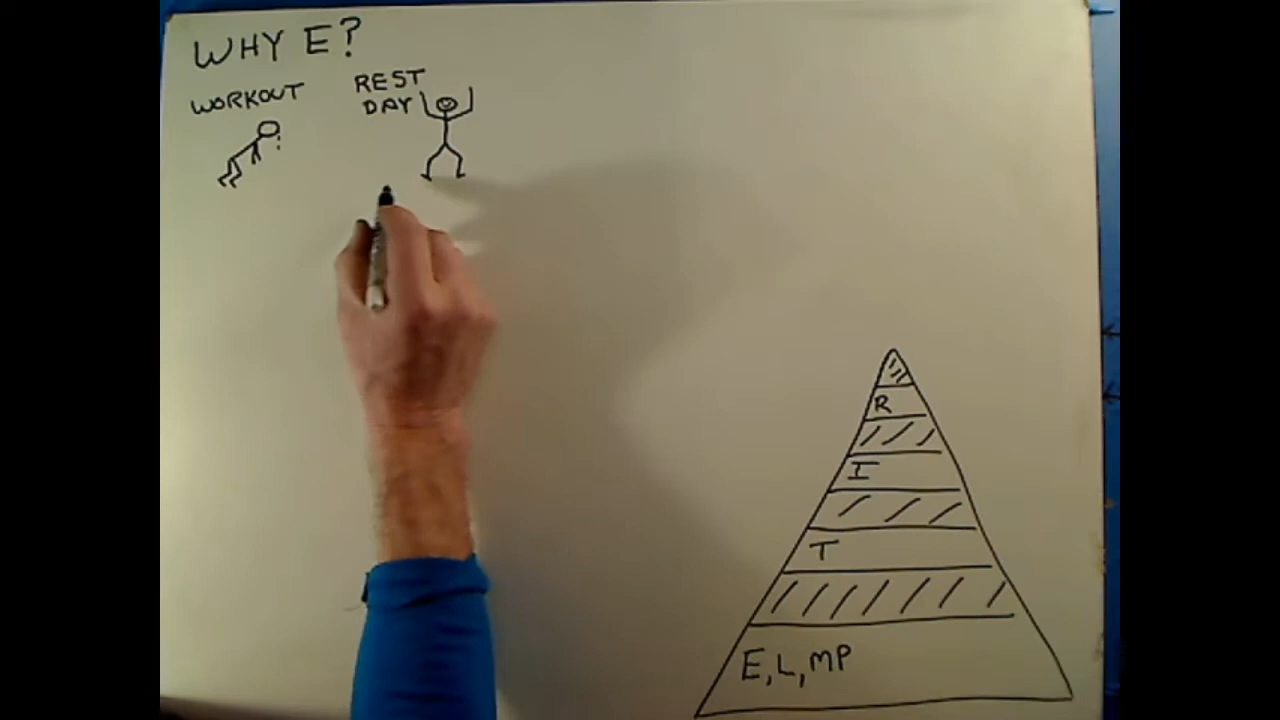 WHY E?
WORKOUT
REST
DAY
R
I
T
E, L, MP